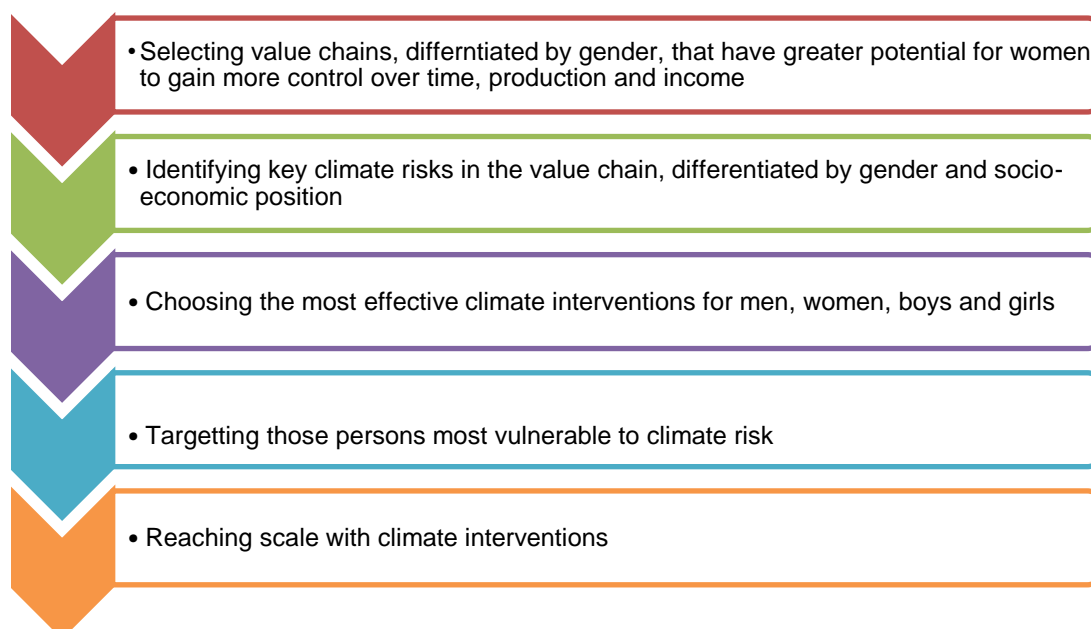 • Selecting value chains, differntiated by gender, that have greater potential for women
to gain more control over time, production and income
• Identifying key climate risks in the value chain, differentiated by gender and socio-
economic position
• Choosing the most effective climate interventions for men, women, boys and girls
• Targetting those persons most vulnerable to climate risk
• Reaching scale with climate interventions